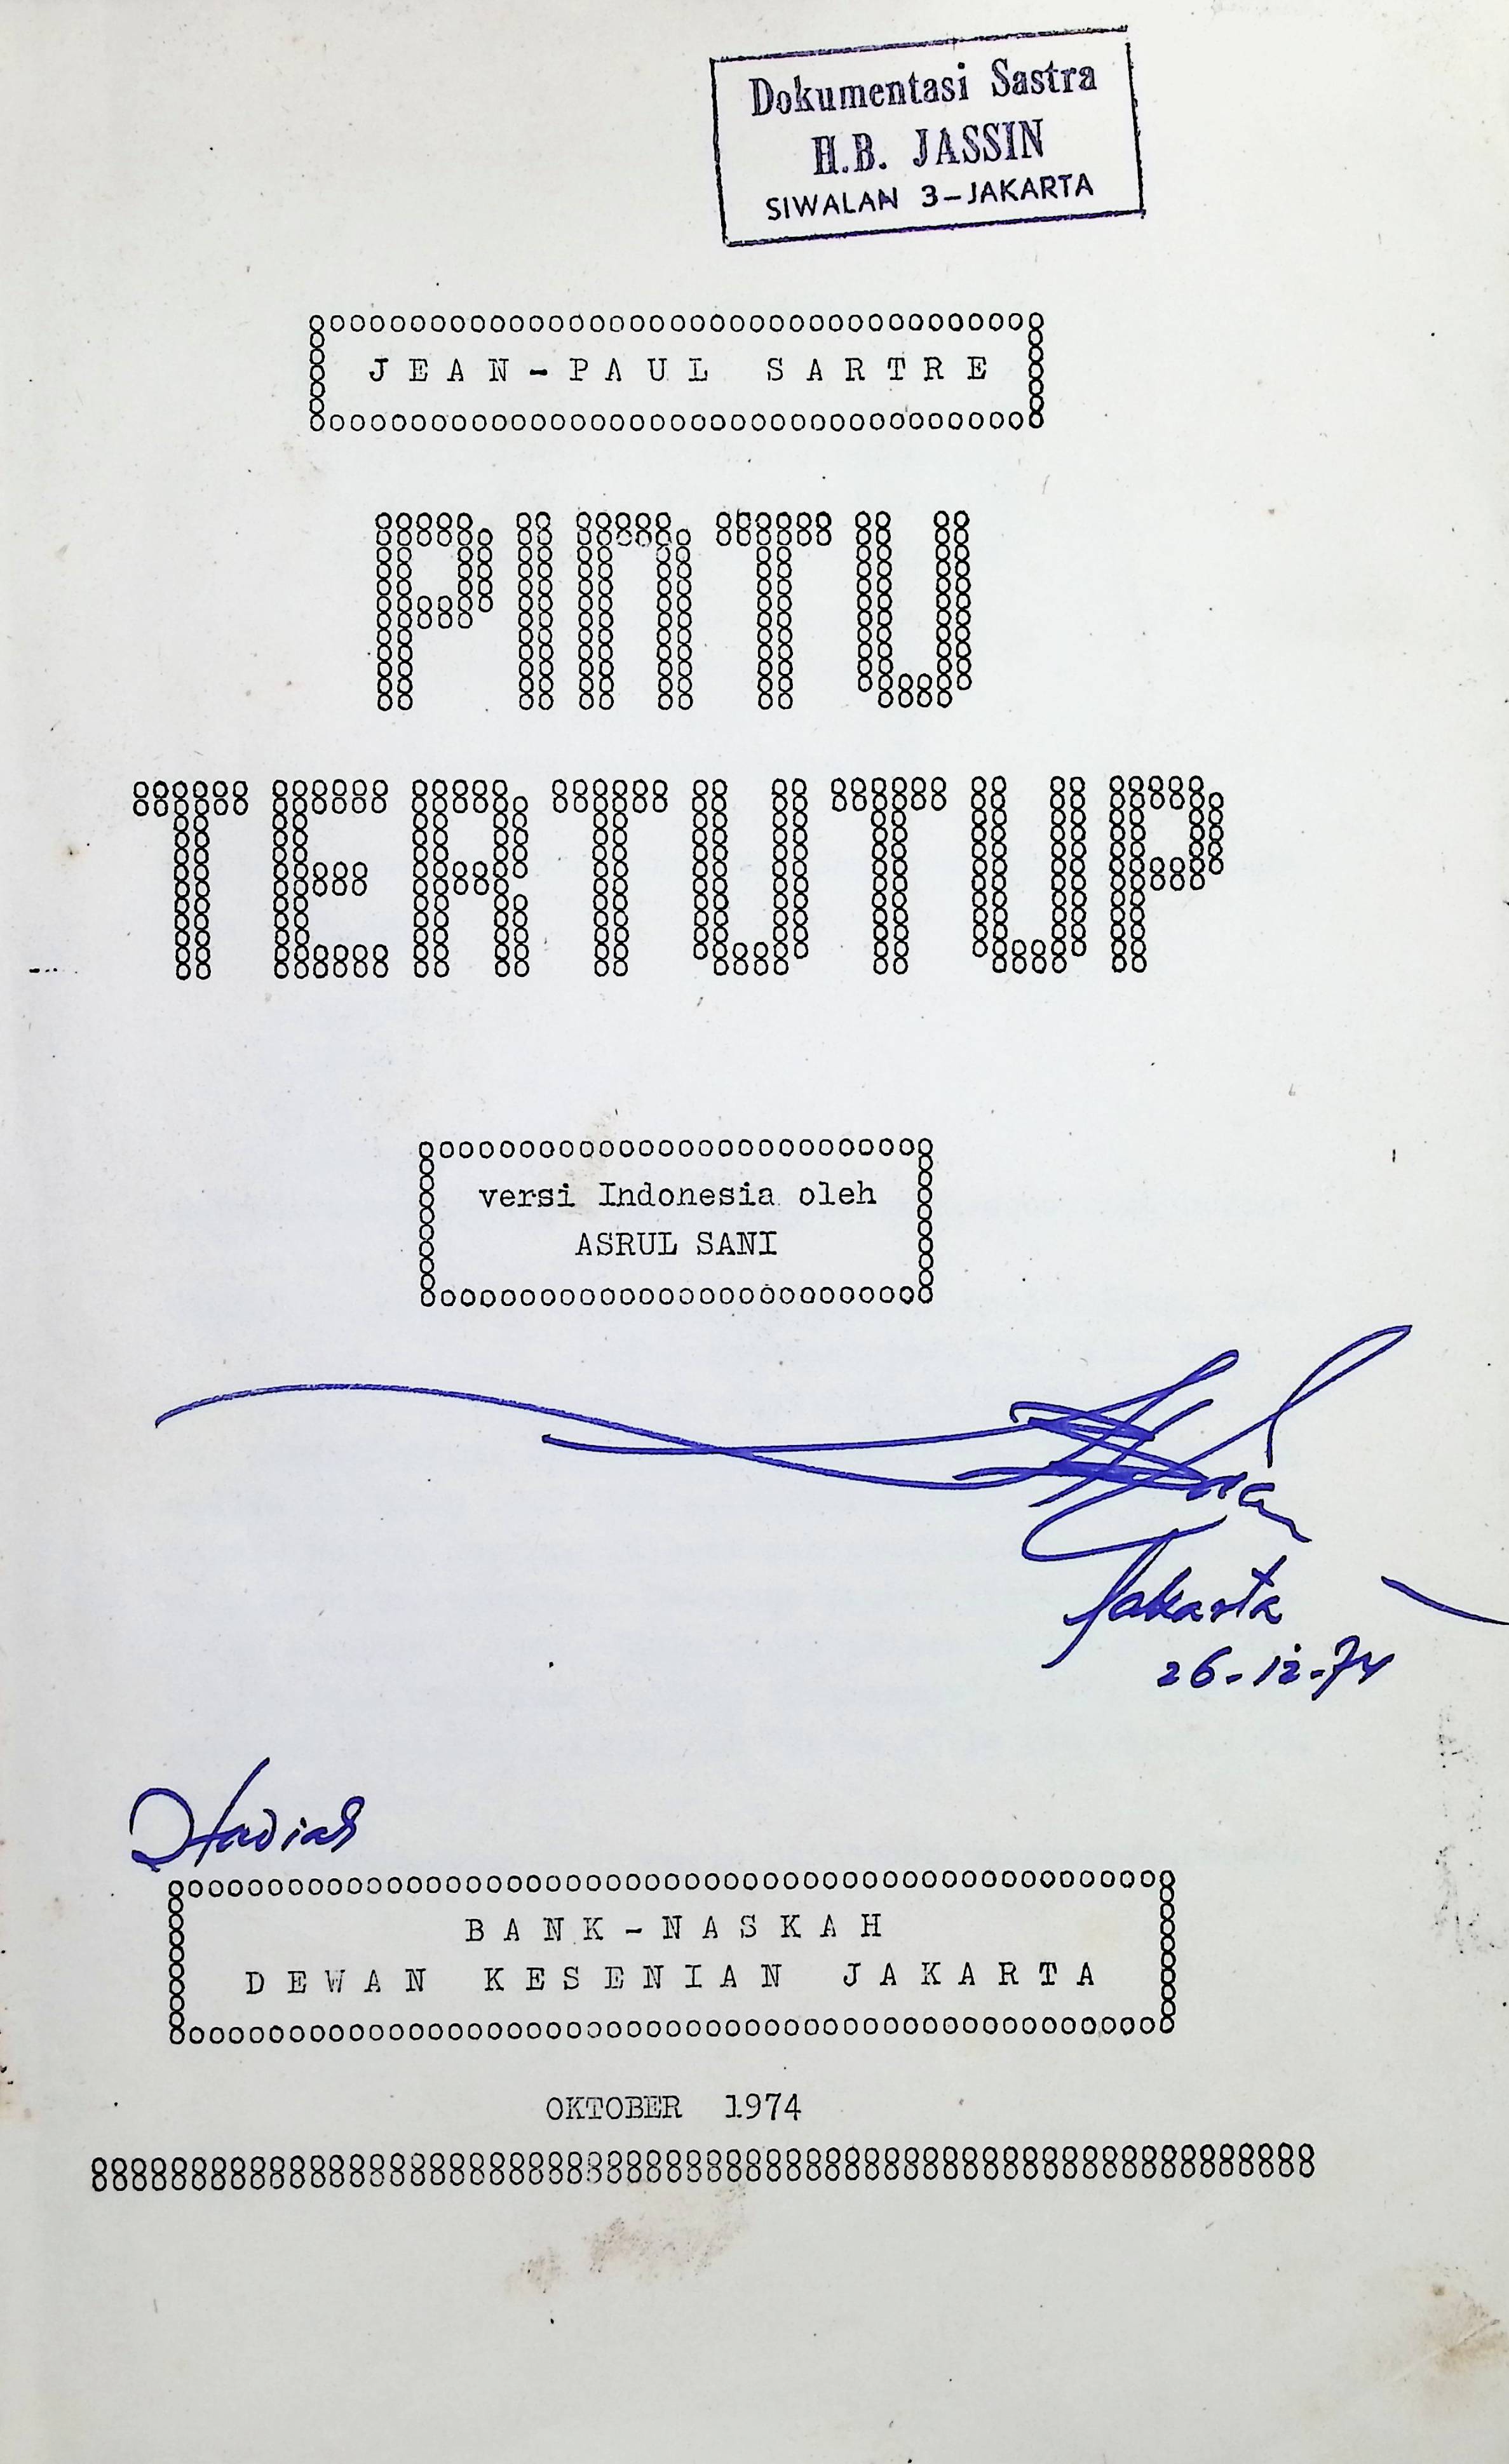 Dokumentasi Sastra
H.B. JASSIN
SIWALAN 3-JAKARTA
JEAN-PAUL SARTRE
PINTU
TERTUTUP
versi Indonesia oleh
ASRUL SANI
Jakarta
26-12-74
Hadiah
BANK-NASKAH
DEWAN KESENIAN JAKARTA
OKTOBER 1974